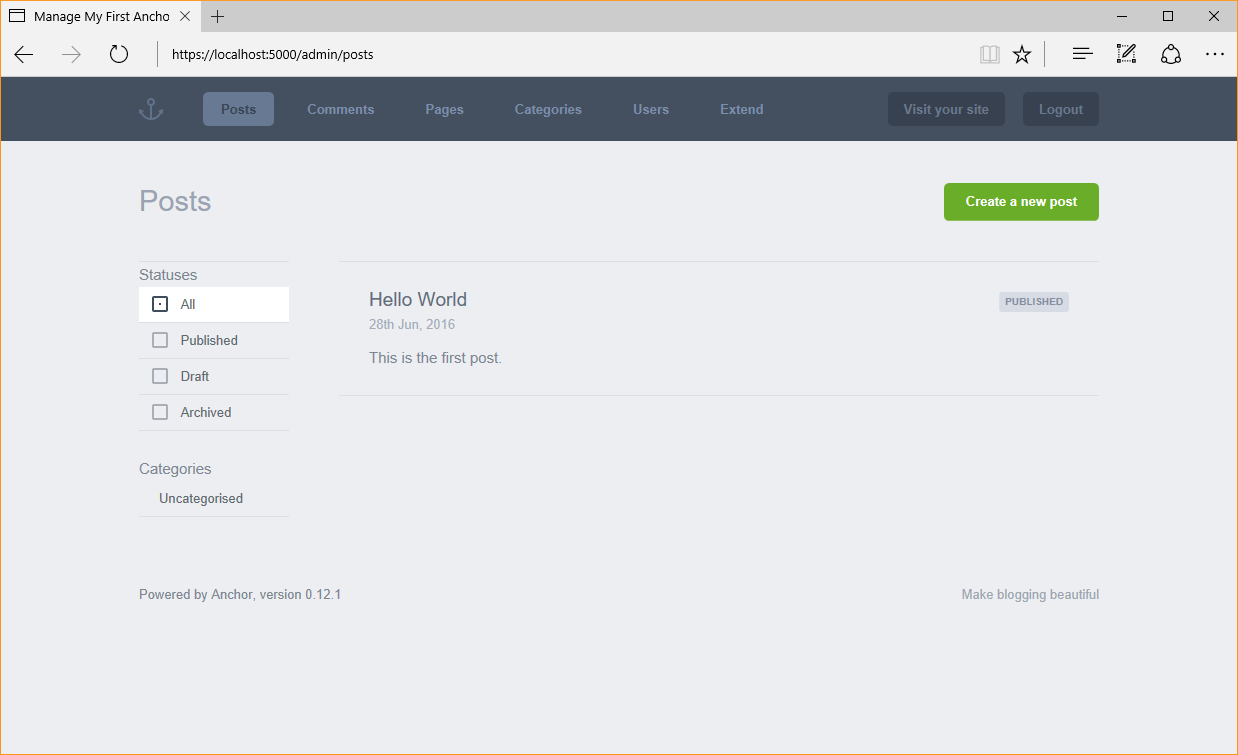 Manage My First Ancho
https://localhost:5000/admin/posts
Posts Comments Pages Categories Users Extend Visit your site Logout
Posts
Create a new post
Statuses
All
Published
Draft
Archived
Categories
Uncategorised
Hello World
PUBLISHED
28th Jun, 2016
This is the first post.
Powered by Anchor, version 0.12.1
Make blogging beautiful